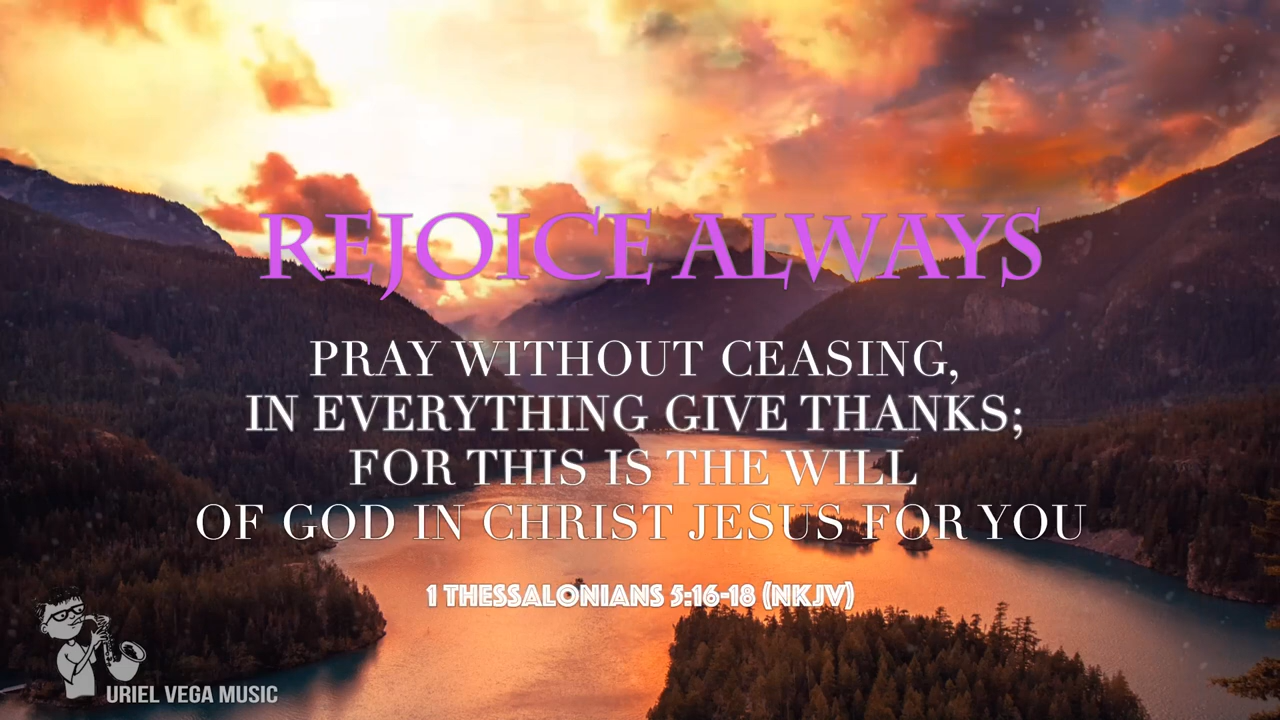 REJOICE ALWAYS
PRAY WITHOUT CEASING,
IN EVERYTHING GIVE THANKS;
FOR THIS IS THE WILL
OF GOD IN CHRIST JESUS FOR YOU
1 THESSALONIANS 5:16-18 (NKJV)
URIEL VEGA MUSIC